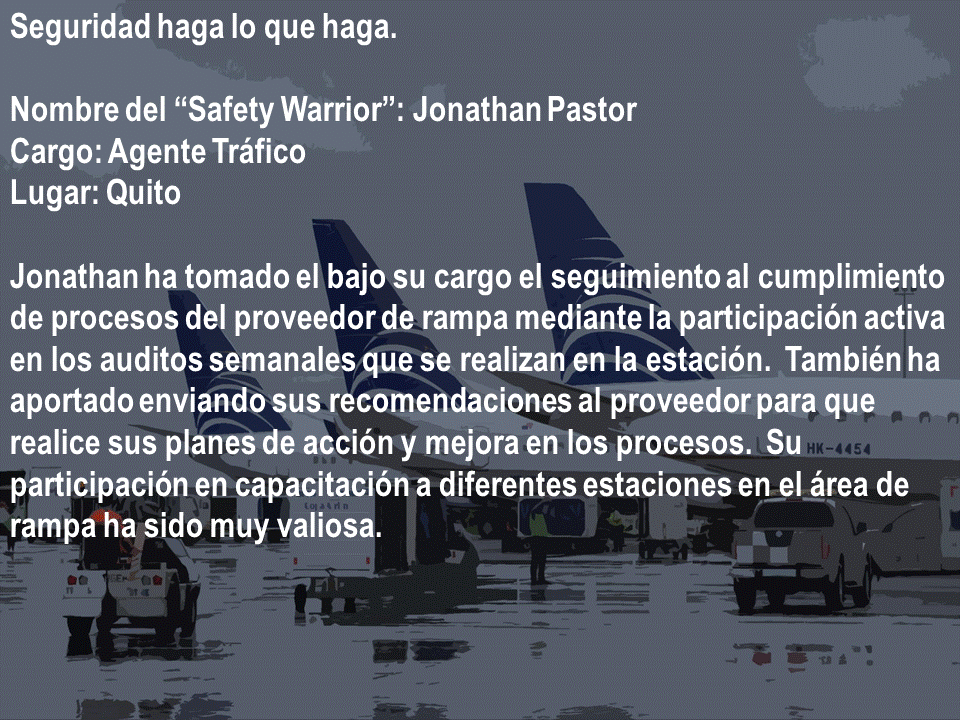 Seguridad haga lo que haga.
Nombre del “Safety Warrior”: Jonathan Pastor
Cargo: Agente Tráfico
Lugar: Quito
Jonathan ha tomado el bajo su cargo el seguimiento al cumplimiento
de procesos del proveedor de rampa mediante la participación activa
en los auditos semanales que se realizan en la estación.  También ha
aportado enviando sus recomendaciones al proveedor para que
realice sus planes de acción y mejora en los procesos.  Su
HK-4454
participación en capacitación a diferentes estaciones en el área de
rampa ha sido muy valiosa.